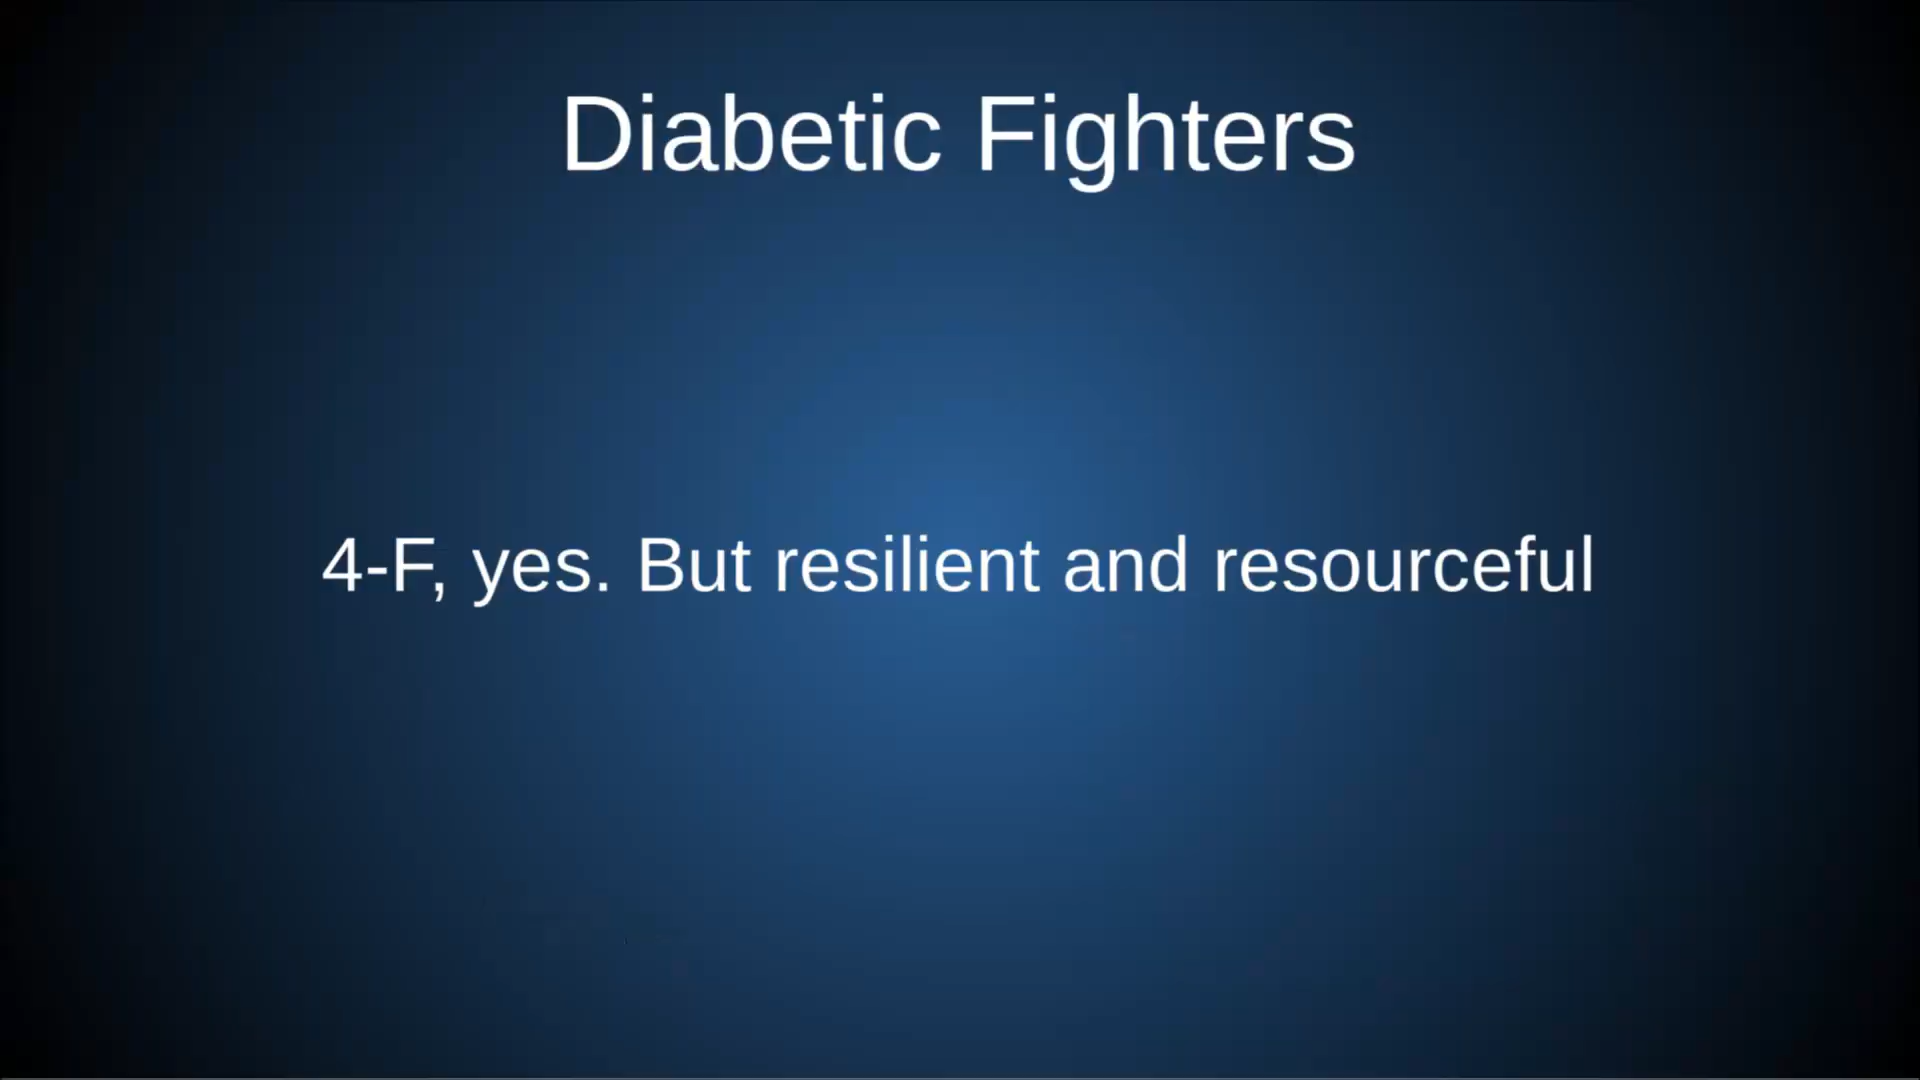 Diabetic Fighters
4-F, yes. But resilient and resourceful